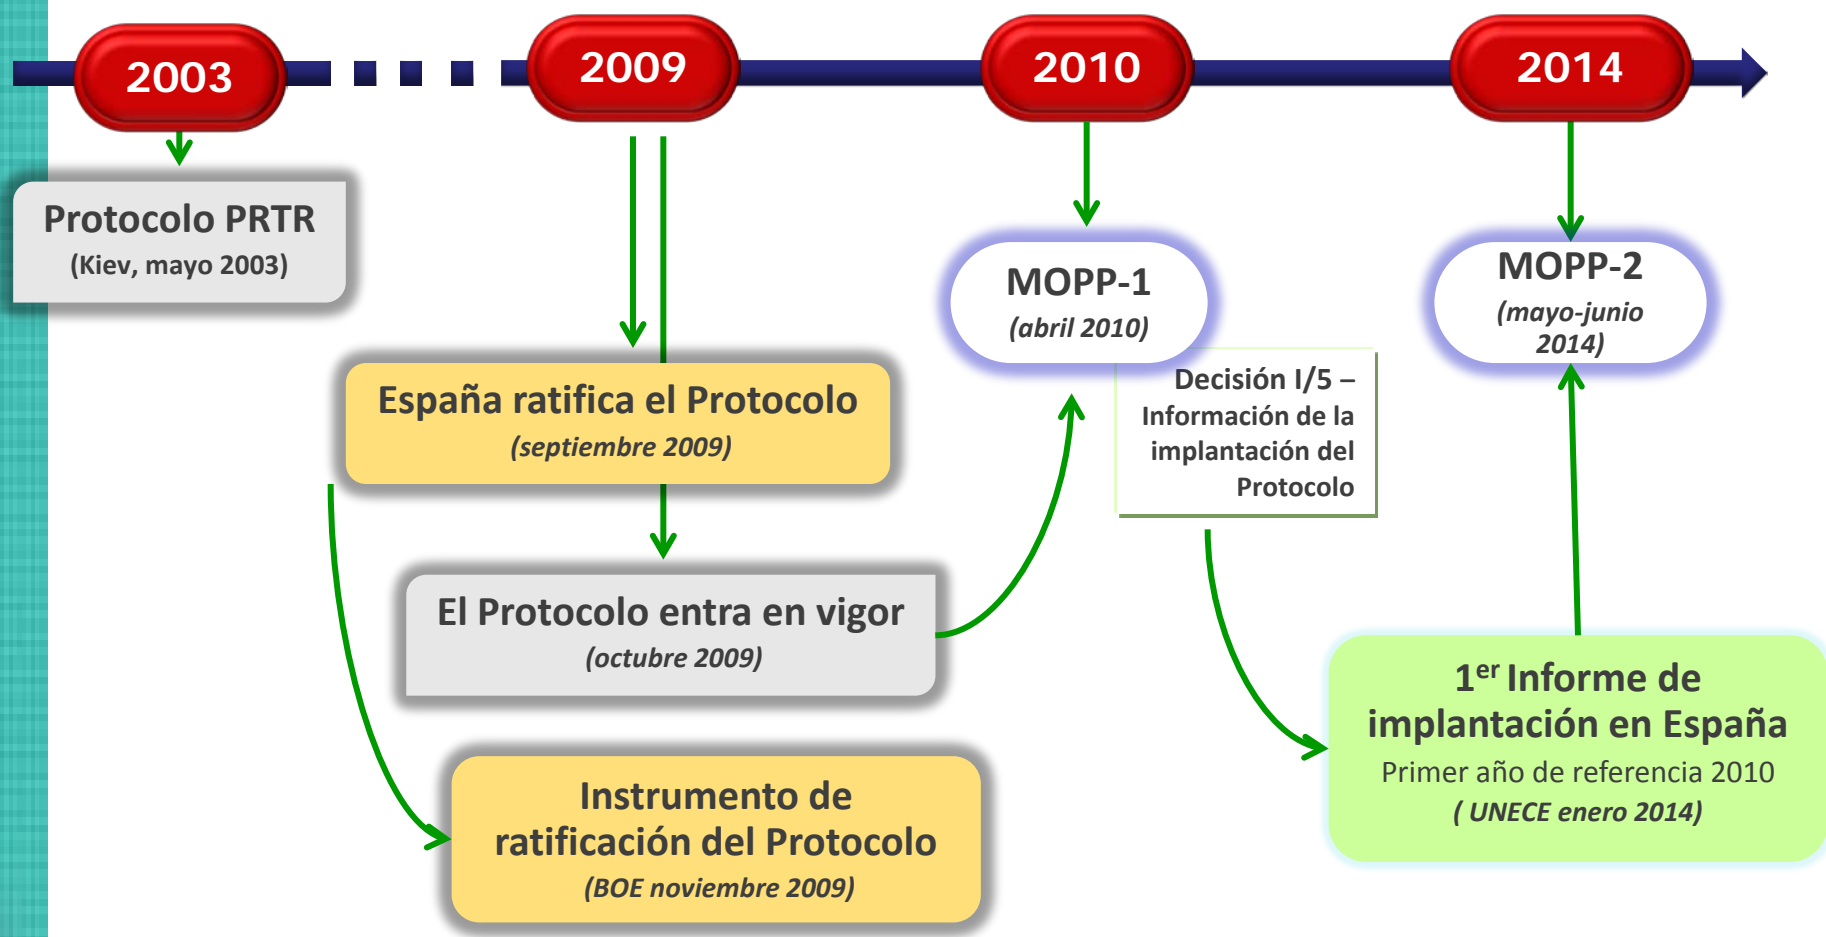 2003
2009
2010
2014
Protocolo PRTR
(Kiev, mayo 2003)
España ratifica el Protocolo
(septiembre 2009)
El Protocolo entra en vigor
(octubre 2009)
Instrumento de
ratificación del Protocolo
(BOE noviembre 2009)
MOPP-1
(abril 2010)
Decisión I/5 –
Información de la
implantación del
Protocolo
MOPP-2
(mayo-junio
2014)
1er Informe de
implantación en España
Primer año de referencia 2010
( UNECE enero 2014)